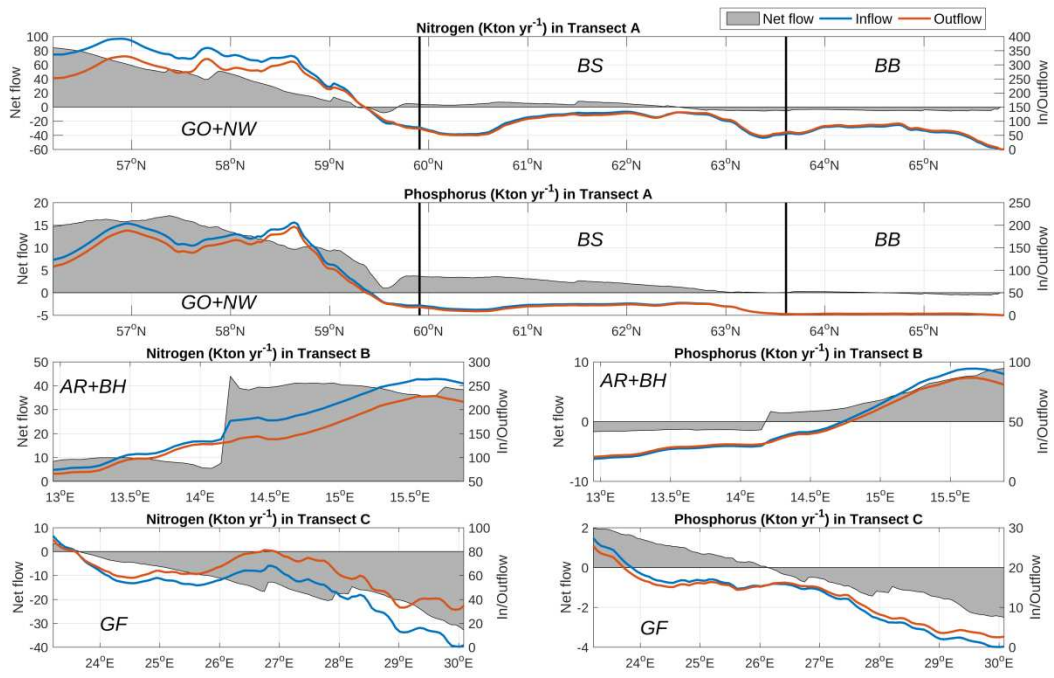 Net flow Inflow Outflow
Nitrogen (Kton yr-1) in Transect A
100
80
60
40
20
0
-20
-40
-60
Net flow
GO+NW
BS
BB
400
350
300
250
200
150
100
50
0
In/Outflow
57°N 58°N 59°N 60°N 61°N 62°N 63°N 64°N 65°N
Phosphorus (Kton yr-1) in Transect A
20
15
10
5
0
-5
Net flow
GO+NW
BS
BB
250
200
150
100
50
0
In/Outflow
57°N 58°N 59°N 60°N 61°N 62°N 63°N 64°N 65°N
Nitrogen (Kton yr-1) in Transect B
50
40
30
20
10
0
Net flow
AR+BH
300
250
200
150
100
50
In/Outflow
13°E 13.5°E 14°E 14.5°E 15°E 15.5°E
Phosphorus (Kton yr-1) in Transect B
10
0
-10
Net flow
AR+BH
100
50
0
In/Outflow
13°E 13.5°E 14°E 14.5°E 15°E 15.5°E
Nitrogen (Kton yr-1) in Transect C
10
0
-10
-20
-30
-40
Net flow
GF
100
80
60
40
20
0
In/Outflow
24°E 25°E 26°E 27°E 28°E 29°E 30°E
Phosphorus (Kton yr-1) in Transect C
2
0
-2
-4
Net flow
GF
30
20
10
0
In/Outflow
24°E 25°E 26°E 27°E 28°E 29°E 30°E